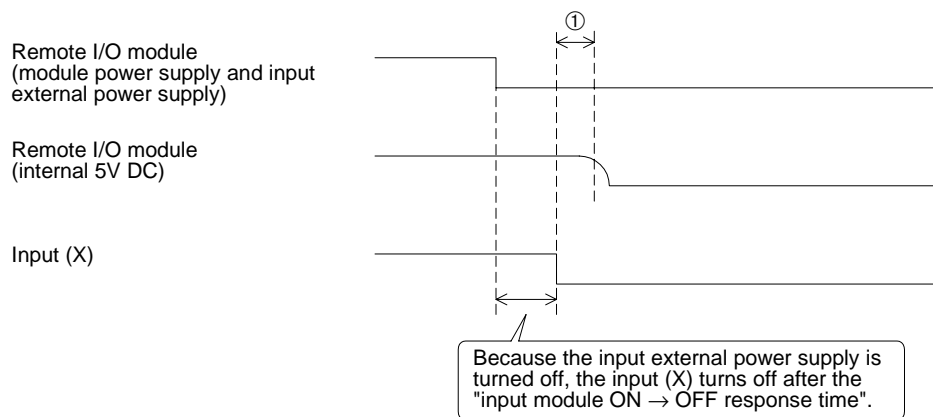 ①
Remote I/O module
(module power supply and input
external power supply)
Remote I/O module
(internal 5V DC)
Input (X)
Because the input external power supply is
turned off, the input (X) turns off after the
"input module ON → OFF response time".